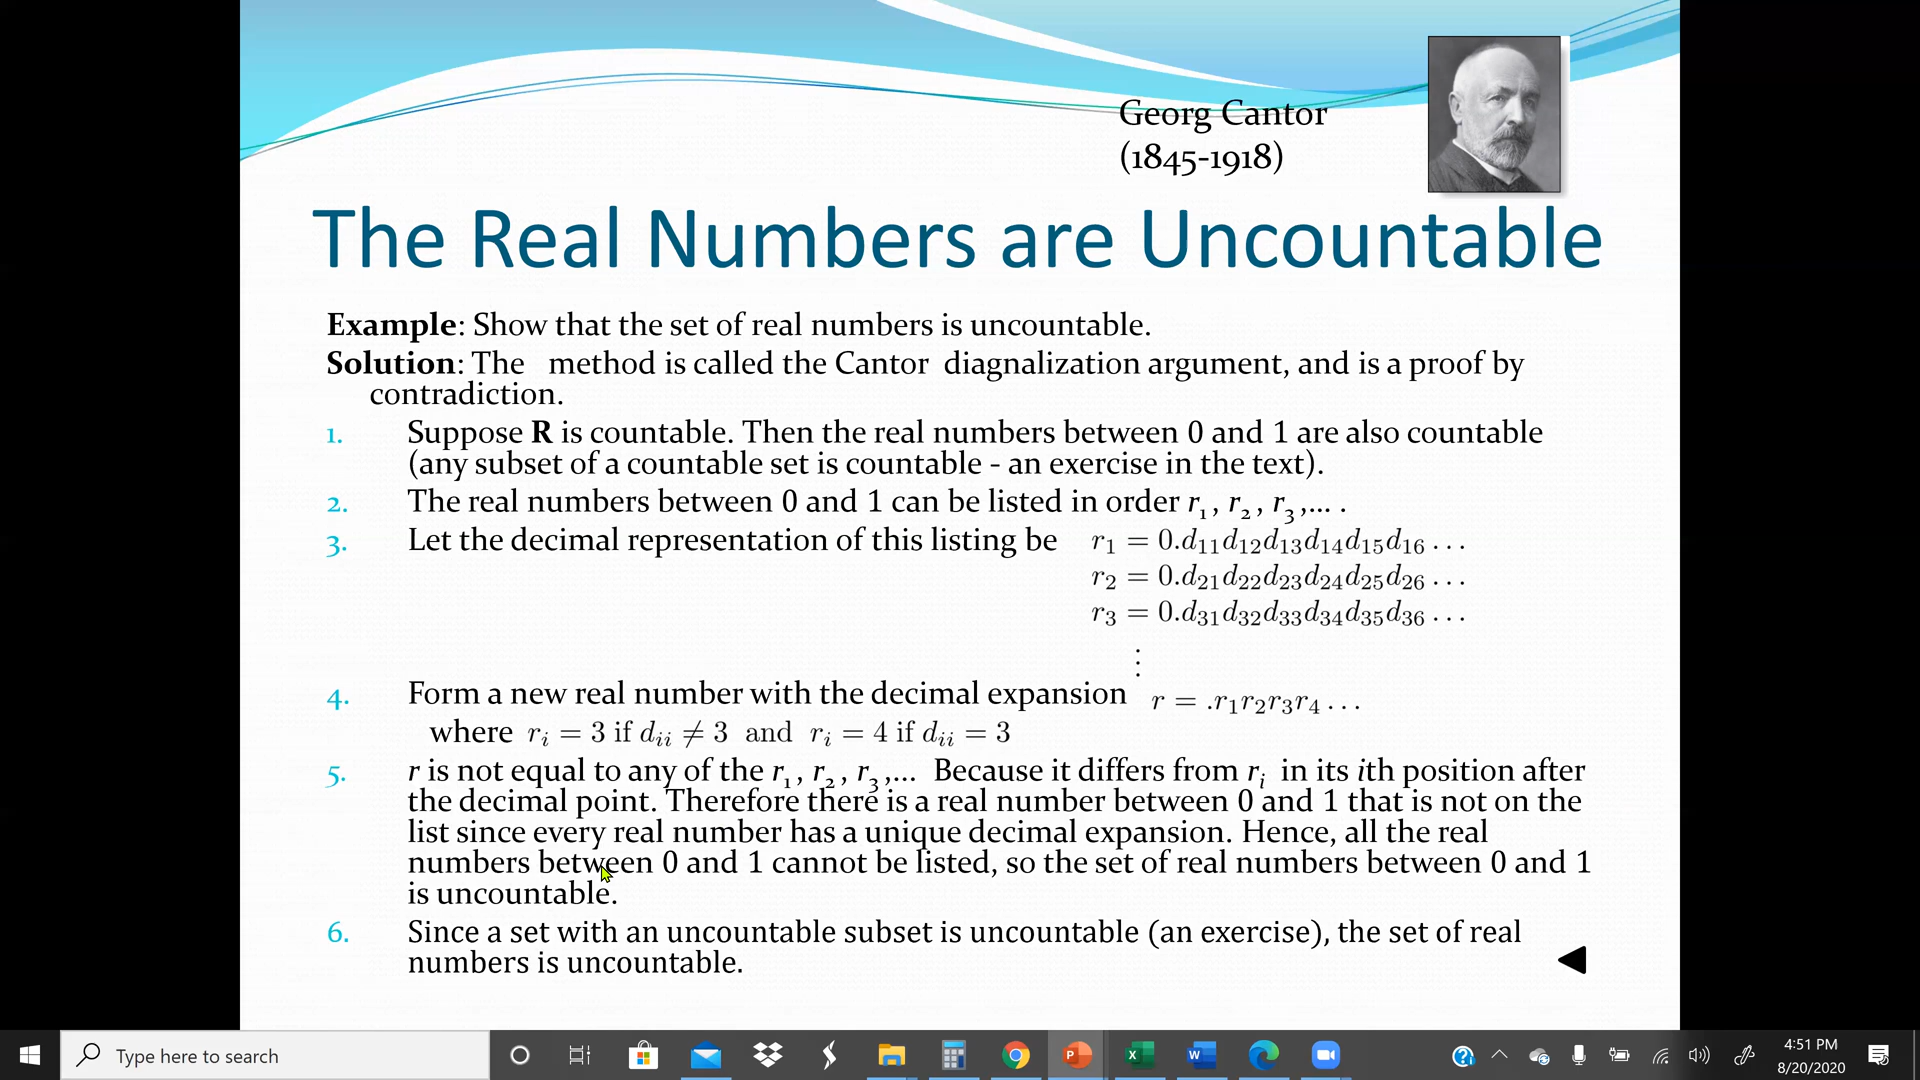 Georg Cantor
(1845-1918)
The Real Numbers are Uncountable
Example: Show that the set of real numbers is uncountable.
Solution: The method is called the Cantor diagnalization argument, and is a proof by
contradiction.
1. Suppose R is countable. Then the real numbers between 0 and 1 are also countable
(any subset of a countable set is countable - an exercise in the text).
2. The real numbers between 0 and 1 can be listed in order r₁ , r₂ , r₃ ,... .
3. Let the decimal representation of this listing be r₁ = 0.d₁₁d₁₂d₁₃d₁₄d₁₅d₁₆ . . .
r₂ = 0.d₂₁d₂₂d₂₃d₂₄d₂₅d₂₆ . . .
r₃ = 0.d₃₁d₃₂d₃₃d₃₄d₃₅d₃₆ . . .
⋮
4. Form a new real number with the decimal expansion r = .r₁r₂r₃r₄ . . .
where rᵢ = 3 if dᵢᵢ ≠ 3 and rᵢ = 4 if dᵢᵢ = 3
5. r is not equal to any of the r₁ , r₂ , r₃ ,... Because it differs from rᵢ in its ith position after
the decimal point. Therefore there is a real number between 0 and 1 that is not on the
list since every real number has a unique decimal expansion. Hence, all the real
numbers between 0 and 1 cannot be listed, so the set of real numbers between 0 and 1
is uncountable.
6. Since a set with an uncountable subset is uncountable (an exercise), the set of real
numbers is uncountable.
Type here to search
4:51 PM
8/20/2020